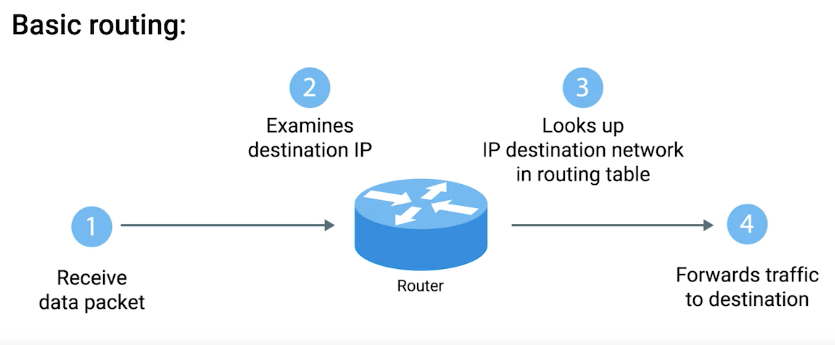 Basic routing:
1
Receive
data packet
2
Examines
destination IP
Router
3
Looks up
IP destination network
in routing table
4
Forwards traffic
to destination